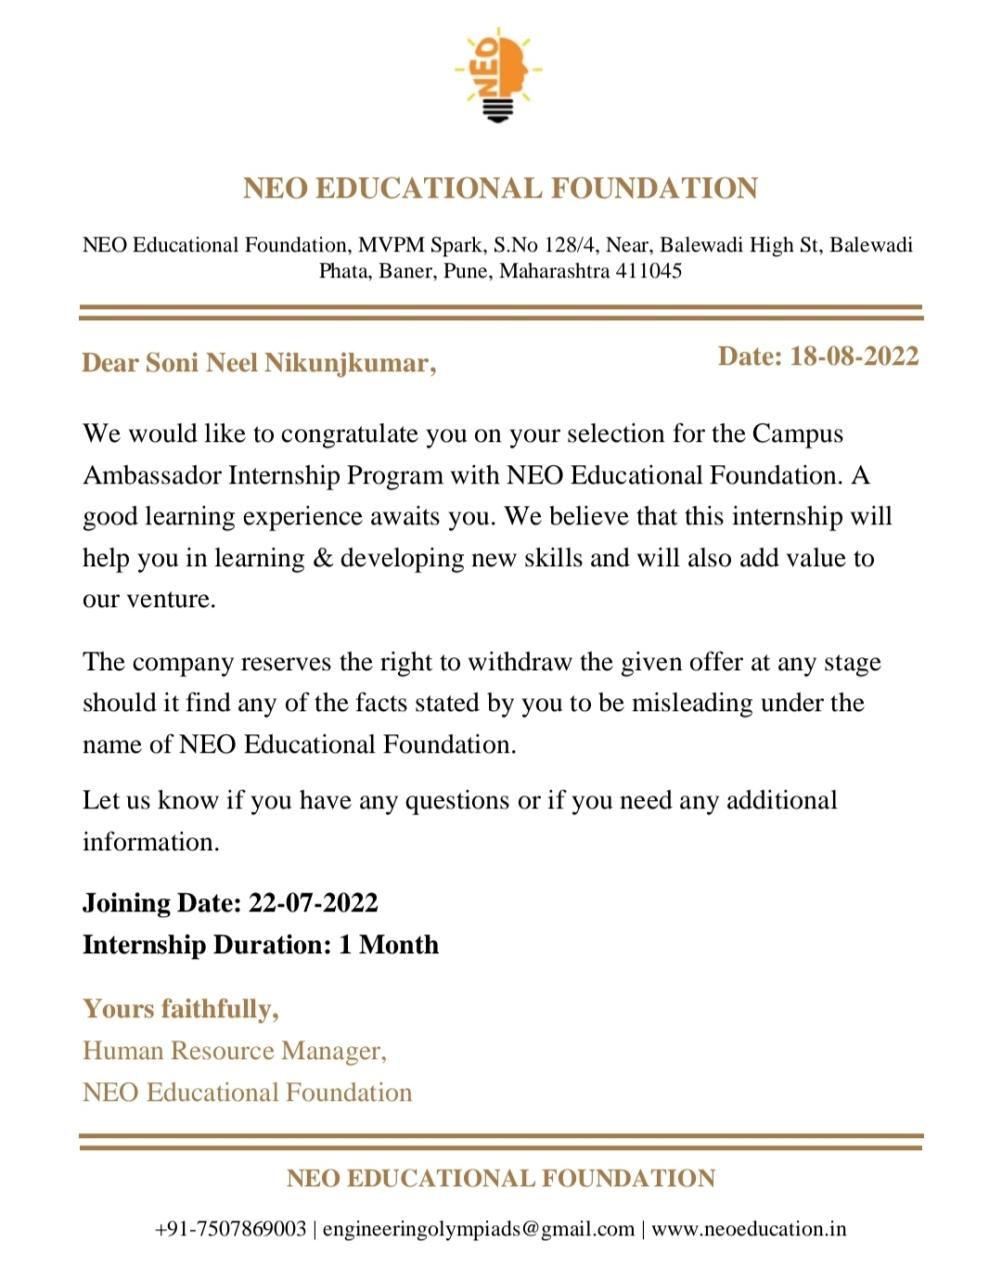 NEO
NEO EDUCATIONAL FOUNDATION
NEO Educational Foundation, MVPM Spark, S.No 128/4, Near, Balewadi High St, Balewadi
Phata, Baner, Pune, Maharashtra 411045
Dear Soni Neel Nikunjkumar,
Date: 18-08-2022
We would like to congratulate you on your selection for the Campus
Ambassador Internship Program with NEO Educational Foundation. A
good learning experience awaits you. We believe that this internship will
help you in learning & developing new skills and will also add value to
our venture.
The company reserves the right to withdraw the given offer at any stage
should it find any of the facts stated by you to be misleading under the
name of NEO Educational Foundation.
Let us know if you have any questions or if you need any additional
information.
Joining Date: 22-07-2022
Internship Duration: 1 Month
Yours faithfully,
Human Resource Manager,
NEO Educational Foundation
NEO EDUCATIONAL FOUNDATION
+91-7507869003 | engineeringolympiads@gmail.com | www.neoeducation.in